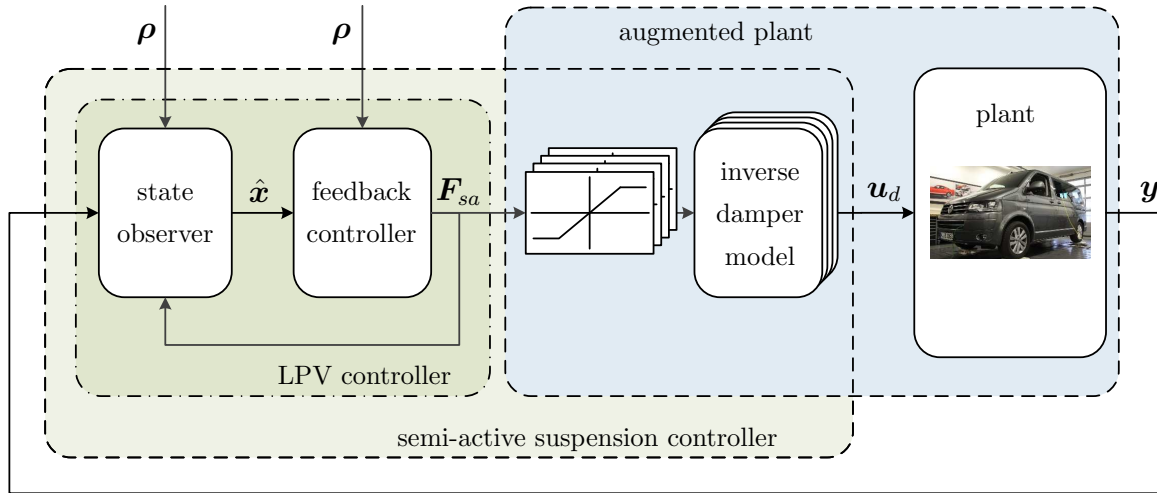 ρ
ρ
augmented plant
plant
state
observer
x̂
feedback
controller
F_sa
inverse
damper
model
u_d
y
LPV controller
semi-active suspension controller